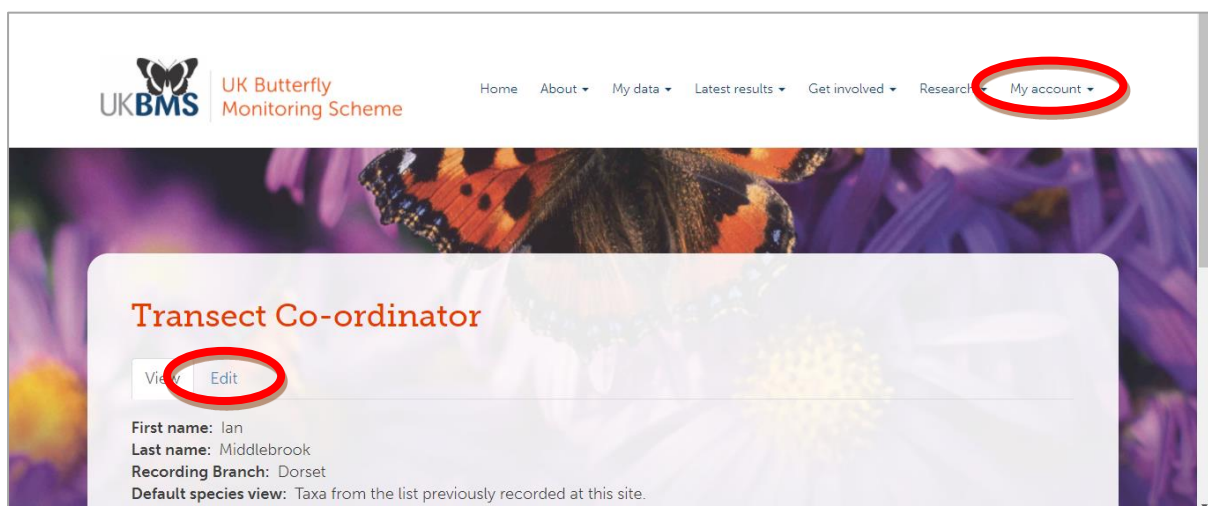 UKBMS
UK Butterfly
Monitoring Scheme
Home About My data Latest results Get involved Research My account
Transect Co-ordinator
View Edit
First name: Ian
Last name: Middlebrook
Recording Branch: Dorset
Default species view: Taxa from the list previously recorded at this site.